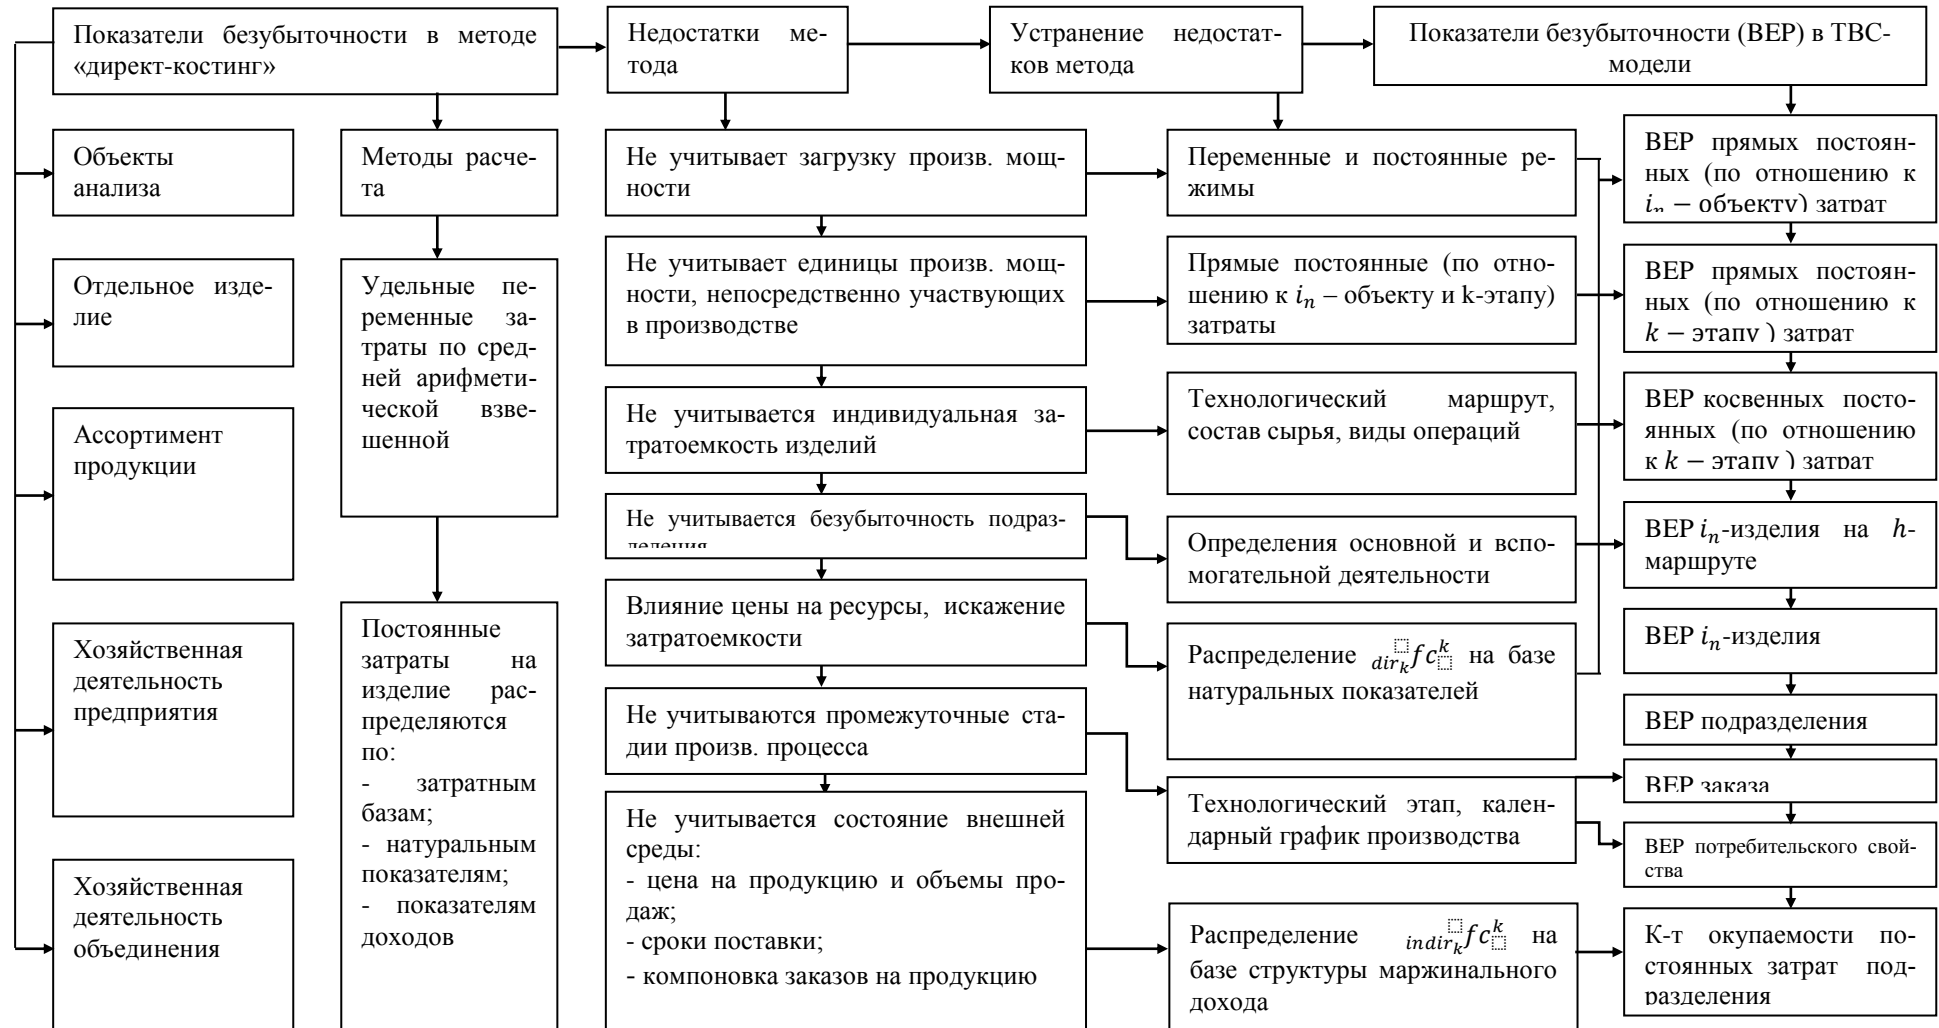 Показатели безубыточности в методе
«директ-костинг»
Недостатки ме-
тода
Устранение недостат-
ков метода
Показатели безубыточности (BEP) в ТВС-
модели
Объекты
анализа
Отдельное изде-
лие
Ассортимент
продукции
Хозяйственная
деятельность
предприятия
Хозяйственная
деятельность
объединения
Методы расче-
та
Удельные пе-
ременные за-
траты по сред-
ней арифмети-
ческой взве-
шенной
Постоянные
затраты на
изделие рас-
пределяются
по:
- затратным
базам;
- натуральным
показателям;
- показателям
доходов
Не учитывает загрузку произв. мощ-
ности
Не учитывает единицы произв. мощ-
ности, непосредственно участвующих
в производстве
Не учитывается индивидуальная за-
тратоемкость изделий
Не учитывается безубыточность подраз-
деления
Влияние цены на ресурсы, искажение
затратоемкости
Не учитываются промежуточные ста-
дии произв. процесса
Не учитывается состояние внешней
среды:
- цена на продукцию и объемы про-
даж;
- сроки поставки;
- компоновка заказов на продукцию
Переменные и постоянные ре-
жимы
Прямые постоянные (по отно-
шению к iₙ – объекту и k-этапу)
затраты
Технологический маршрут,
состав сырья, виды операций
Определения основной и вспо-
могательной деятельности
Распределение dir_k fc^k на базе
натуральных показателей
Технологический этап, кален-
дарный график производства
Распределение indir_k fc^k на
базе структуры маржинального
дохода
BEP прямых постоян-
ных (по отношению к
iₙ – объекту) затрат
BEP прямых постоян-
ных (по отношению к
k – этапу ) затрат
BEP косвенных посто-
янных (по отношению
к k – этапу ) затрат
BEP iₙ-изделия на h-
маршруте
BEP iₙ-изделия
BEP подразделения
BEP заказа
BEP потребительского свой-
ства
К-т окупаемости по-
стоянных затрат под-
разделения